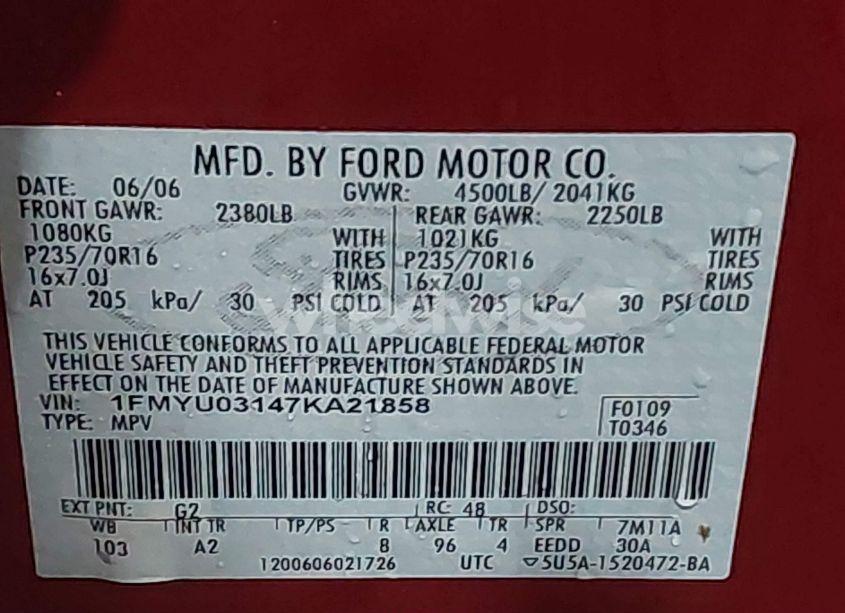 MFD. BY FORD MOTOR CO.
DATE: 06/06 GVWR: 4500LB/ 2041KG
FRONT GAWR: 2380LB REAR GAWR: 2250LB
1080KG WITH 1021KG WITH
P235/70R16 TIRES P235/70R16 TIRES
16x7.0J RIMS 16x7.0J RIMS
AT 205 kPa/ 30 PSI COLD AT 205 kPa/ 30 PSI COLD
wheelwise
THIS VEHICLE CONFORMS TO ALL APPLICABLE FEDERAL MOTOR
VEHICLE SAFETY AND THEFT PREVENTION STANDARDS IN
EFFECT ON THE DATE OF MANUFACTURE SHOWN ABOVE.
VIN: 1FMYU03147KA21858 F0109
TYPE: MPV T0346
EXT PNT: G2 RC: 48 DSO:
WB INT TR TP/PS R AXLE TR SPR 7M11A
103 A2 8 96 4 EEDD 30A
1200606021726 UTC ▽5U5A-1520472-BA